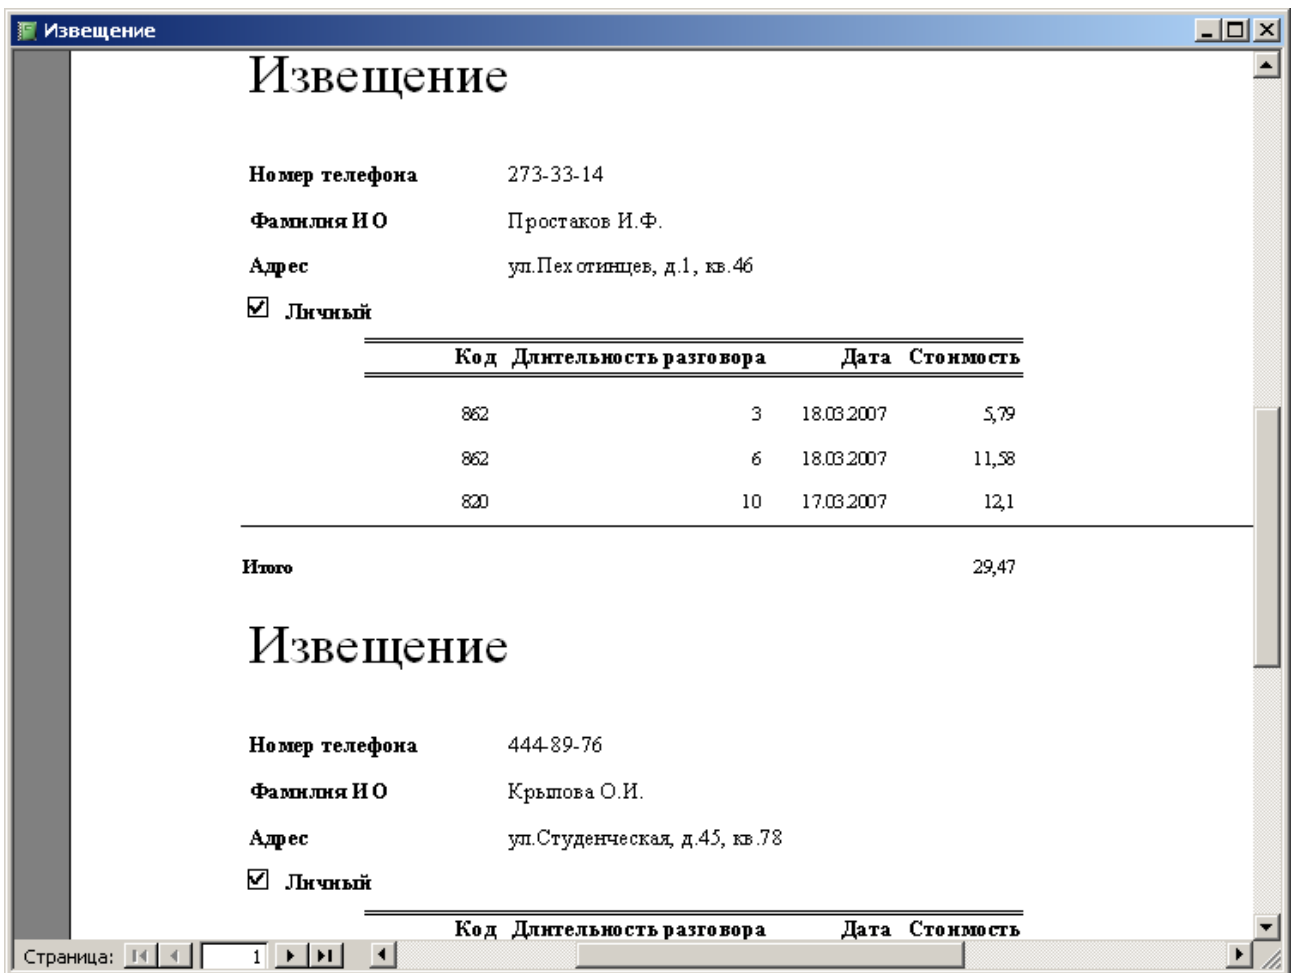 Извещение
Извещение
Номер телефона 273-33-14
Фамилия И О Простаков И.Ф.
Адрес ул.Пехотинцев, д.1, кв.46
Личный
Код Длительность разговора Дата Стоимость
862 3 18.03.2007 5,79
862 6 18.03.2007 11,58
820 10 17.03.2007 12,1
Итого 29,47
Извещение
Номер телефона 444-89-76
Фамилия И О Крылова О.И.
Адрес ул.Студенческая, д.45, кв.78
Личный
Код Длительность разговора Дата Стоимость
Страница: 1